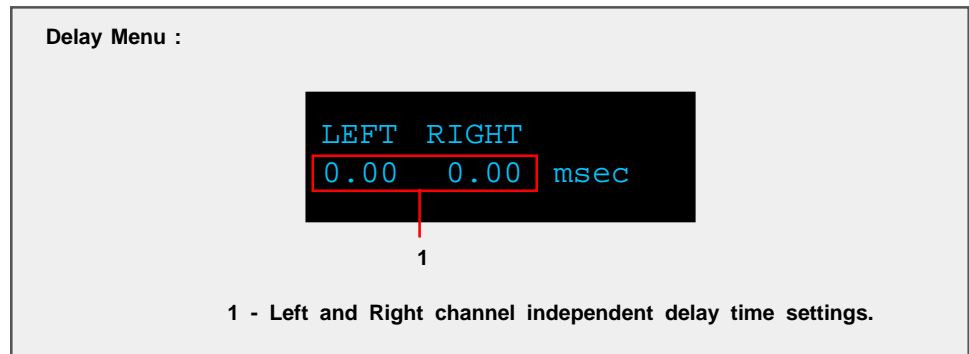 Delay Menu :
LEFT RIGHT
0.00 0.00 msec
1
1 - Left and Right channel independent delay time settings.